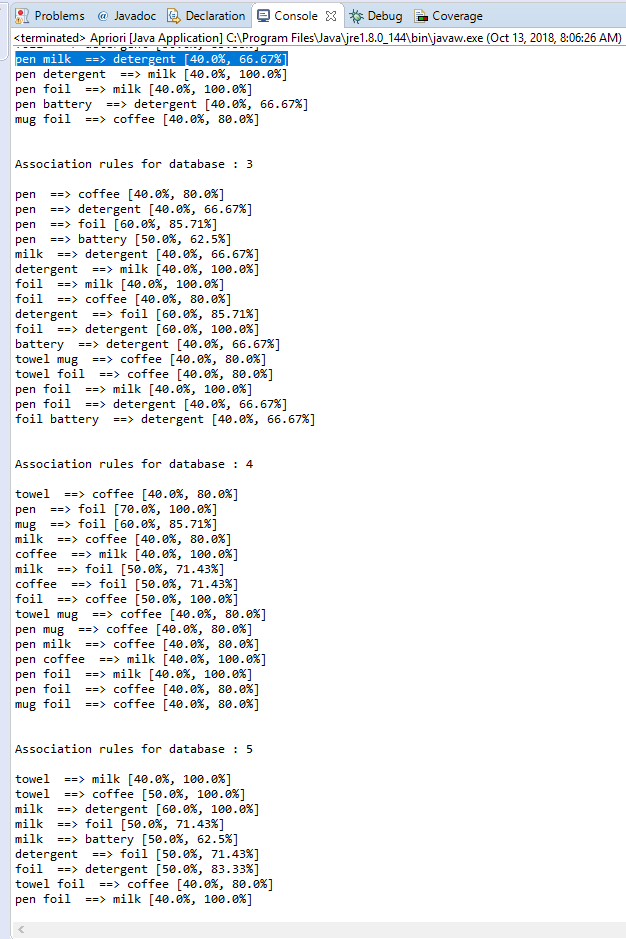 Problems @ Javadoc Declaration Console Debug Coverage
<terminated> Apriori [Java Application] C:\Program Files\Java\jre1.8.0_144\bin\javaw.exe (Oct 13, 2018, 8:06:26 AM)
pen milk  ==> detergent [40.0%, 66.67%]
pen detergent  ==> milk [40.0%, 100.0%]
pen foil  ==> milk [40.0%, 100.0%]
pen battery  ==> detergent [40.0%, 66.67%]
mug foil  ==> coffee [40.0%, 80.0%]
Association rules for database : 3
pen  ==> coffee [40.0%, 80.0%]
pen  ==> detergent [40.0%, 66.67%]
pen  ==> foil [60.0%, 85.71%]
pen  ==> battery [50.0%, 62.5%]
milk  ==> detergent [40.0%, 66.67%]
detergent  ==> milk [40.0%, 100.0%]
foil  ==> milk [40.0%, 100.0%]
foil  ==> coffee [40.0%, 80.0%]
detergent  ==> foil [60.0%, 85.71%]
foil  ==> detergent [60.0%, 100.0%]
battery  ==> detergent [40.0%, 66.67%]
towel mug  ==> coffee [40.0%, 80.0%]
towel foil  ==> coffee [40.0%, 80.0%]
pen foil  ==> milk [40.0%, 100.0%]
pen foil  ==> detergent [40.0%, 66.67%]
foil battery  ==> detergent [40.0%, 66.67%]
Association rules for database : 4
towel  ==> coffee [40.0%, 80.0%]
pen  ==> foil [70.0%, 100.0%]
mug  ==> foil [60.0%, 85.71%]
milk  ==> coffee [40.0%, 80.0%]
coffee  ==> milk [40.0%, 100.0%]
milk  ==> foil [50.0%, 71.43%]
coffee  ==> foil [50.0%, 71.43%]
foil  ==> coffee [50.0%, 100.0%]
towel mug  ==> coffee [40.0%, 80.0%]
pen mug  ==> coffee [40.0%, 80.0%]
pen milk  ==> coffee [40.0%, 80.0%]
pen coffee  ==> milk [40.0%, 100.0%]
pen foil  ==> milk [40.0%, 100.0%]
pen foil  ==> coffee [40.0%, 80.0%]
mug foil  ==> coffee [40.0%, 80.0%]
Association rules for database : 5
towel  ==> milk [40.0%, 100.0%]
towel  ==> coffee [50.0%, 100.0%]
milk  ==> detergent [60.0%, 100.0%]
milk  ==> foil [50.0%, 71.43%]
milk  ==> battery [50.0%, 62.5%]
detergent  ==> foil [50.0%, 71.43%]
foil  ==> detergent [50.0%, 83.33%]
towel foil  ==> coffee [40.0%, 80.0%]
pen foil  ==> milk [40.0%, 100.0%]